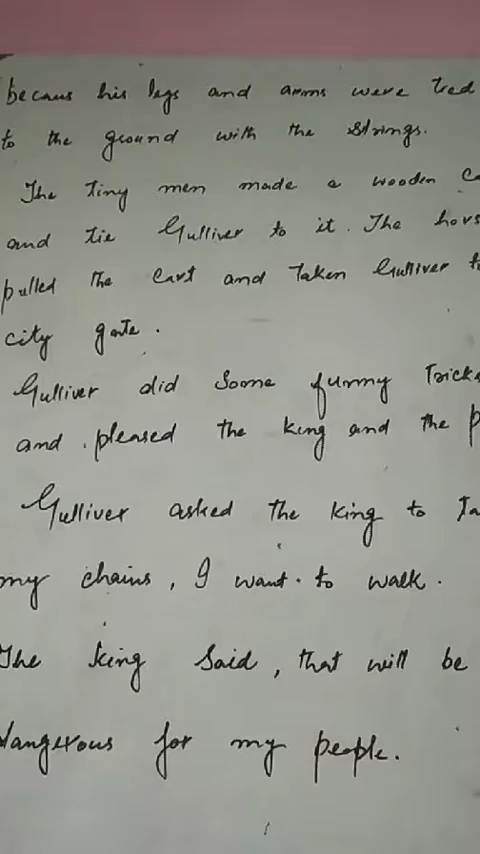 becaus his legs and arms were tied
to the ground with the strings.
The tiny men made a wooden
and tie Gulliver to it. The
pulled the cart and taken Gulliver
city gate.
Gulliver did some funny tricks
and pleased the king and the
Gulliver asked the king to
my chains, I want to walk.
The king said, that will be
dangerous for my people.